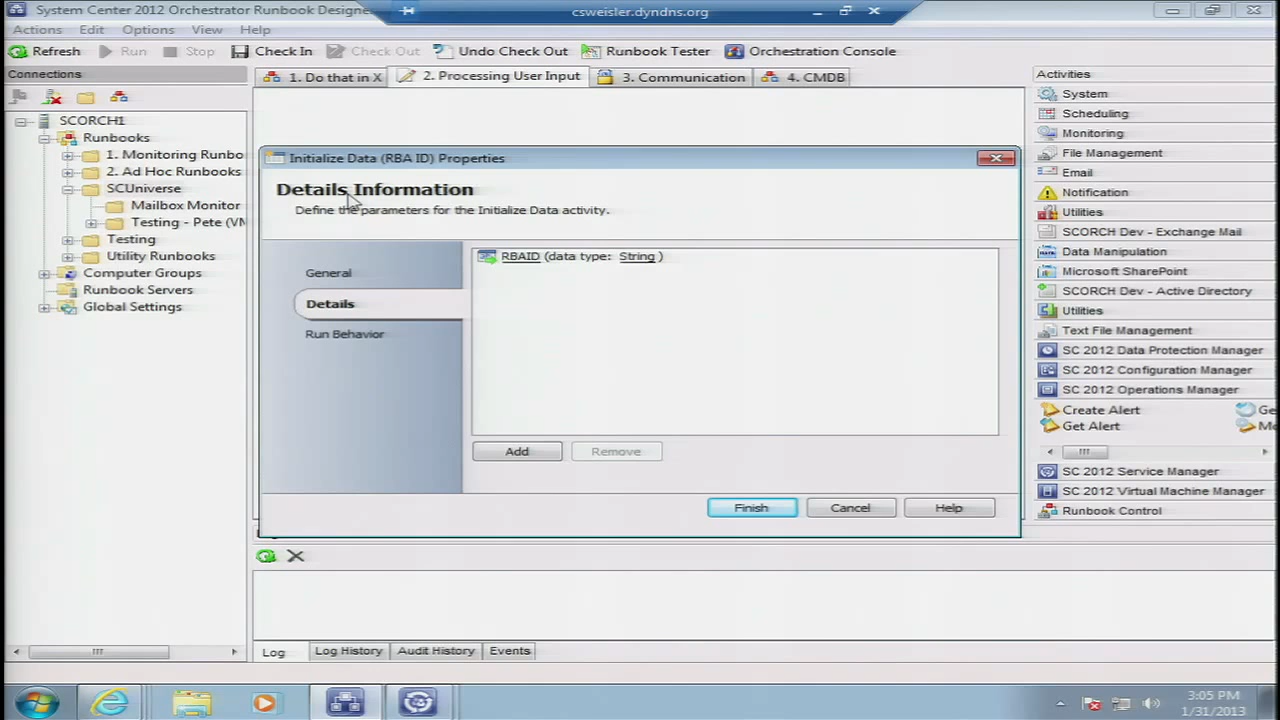 System Center 2012 Orchestrator Runbook Designe
csweisler.dyndns.org
Actions Edit Options View Help
Refresh Run Stop Check In Check Out Undo Check Out Runbook Tester Orchestration Console
Connections
1. Do that in X 2. Processing User Input 3. Communication 4. CMDB
Activities
SCORCH1
Runbooks
1. Monitoring Runbo
2. Ad Hoc Runbooks
SCUniverse
Mailbox Monitor
Testing - Pete (VM
Testing
Utility Runbooks
Computer Groups
Runbook Servers
Global Settings
Initialize Data (RBA ID) Properties
Details Information
Define the parameters for the Initialize Data activity.
General
Details
Run Behavior
RBAID (data type: String )
Add Remove
Finish Cancel Help
System
Scheduling
Monitoring
File Management
Email
Notification
Utilities
SCORCH Dev - Exchange Mail
Data Manipulation
Microsoft SharePoint
SCORCH Dev - Active Directory
Utilities
Text File Management
SC 2012 Data Protection Manager
SC 2012 Configuration Manager
SC 2012 Operations Manager
Create Alert Ge
Get Alert Mo
SC 2012 Service Manager
SC 2012 Virtual Machine Manager
Runbook Control
Log Log History Audit History Events
3:05 PM
1/31/2013